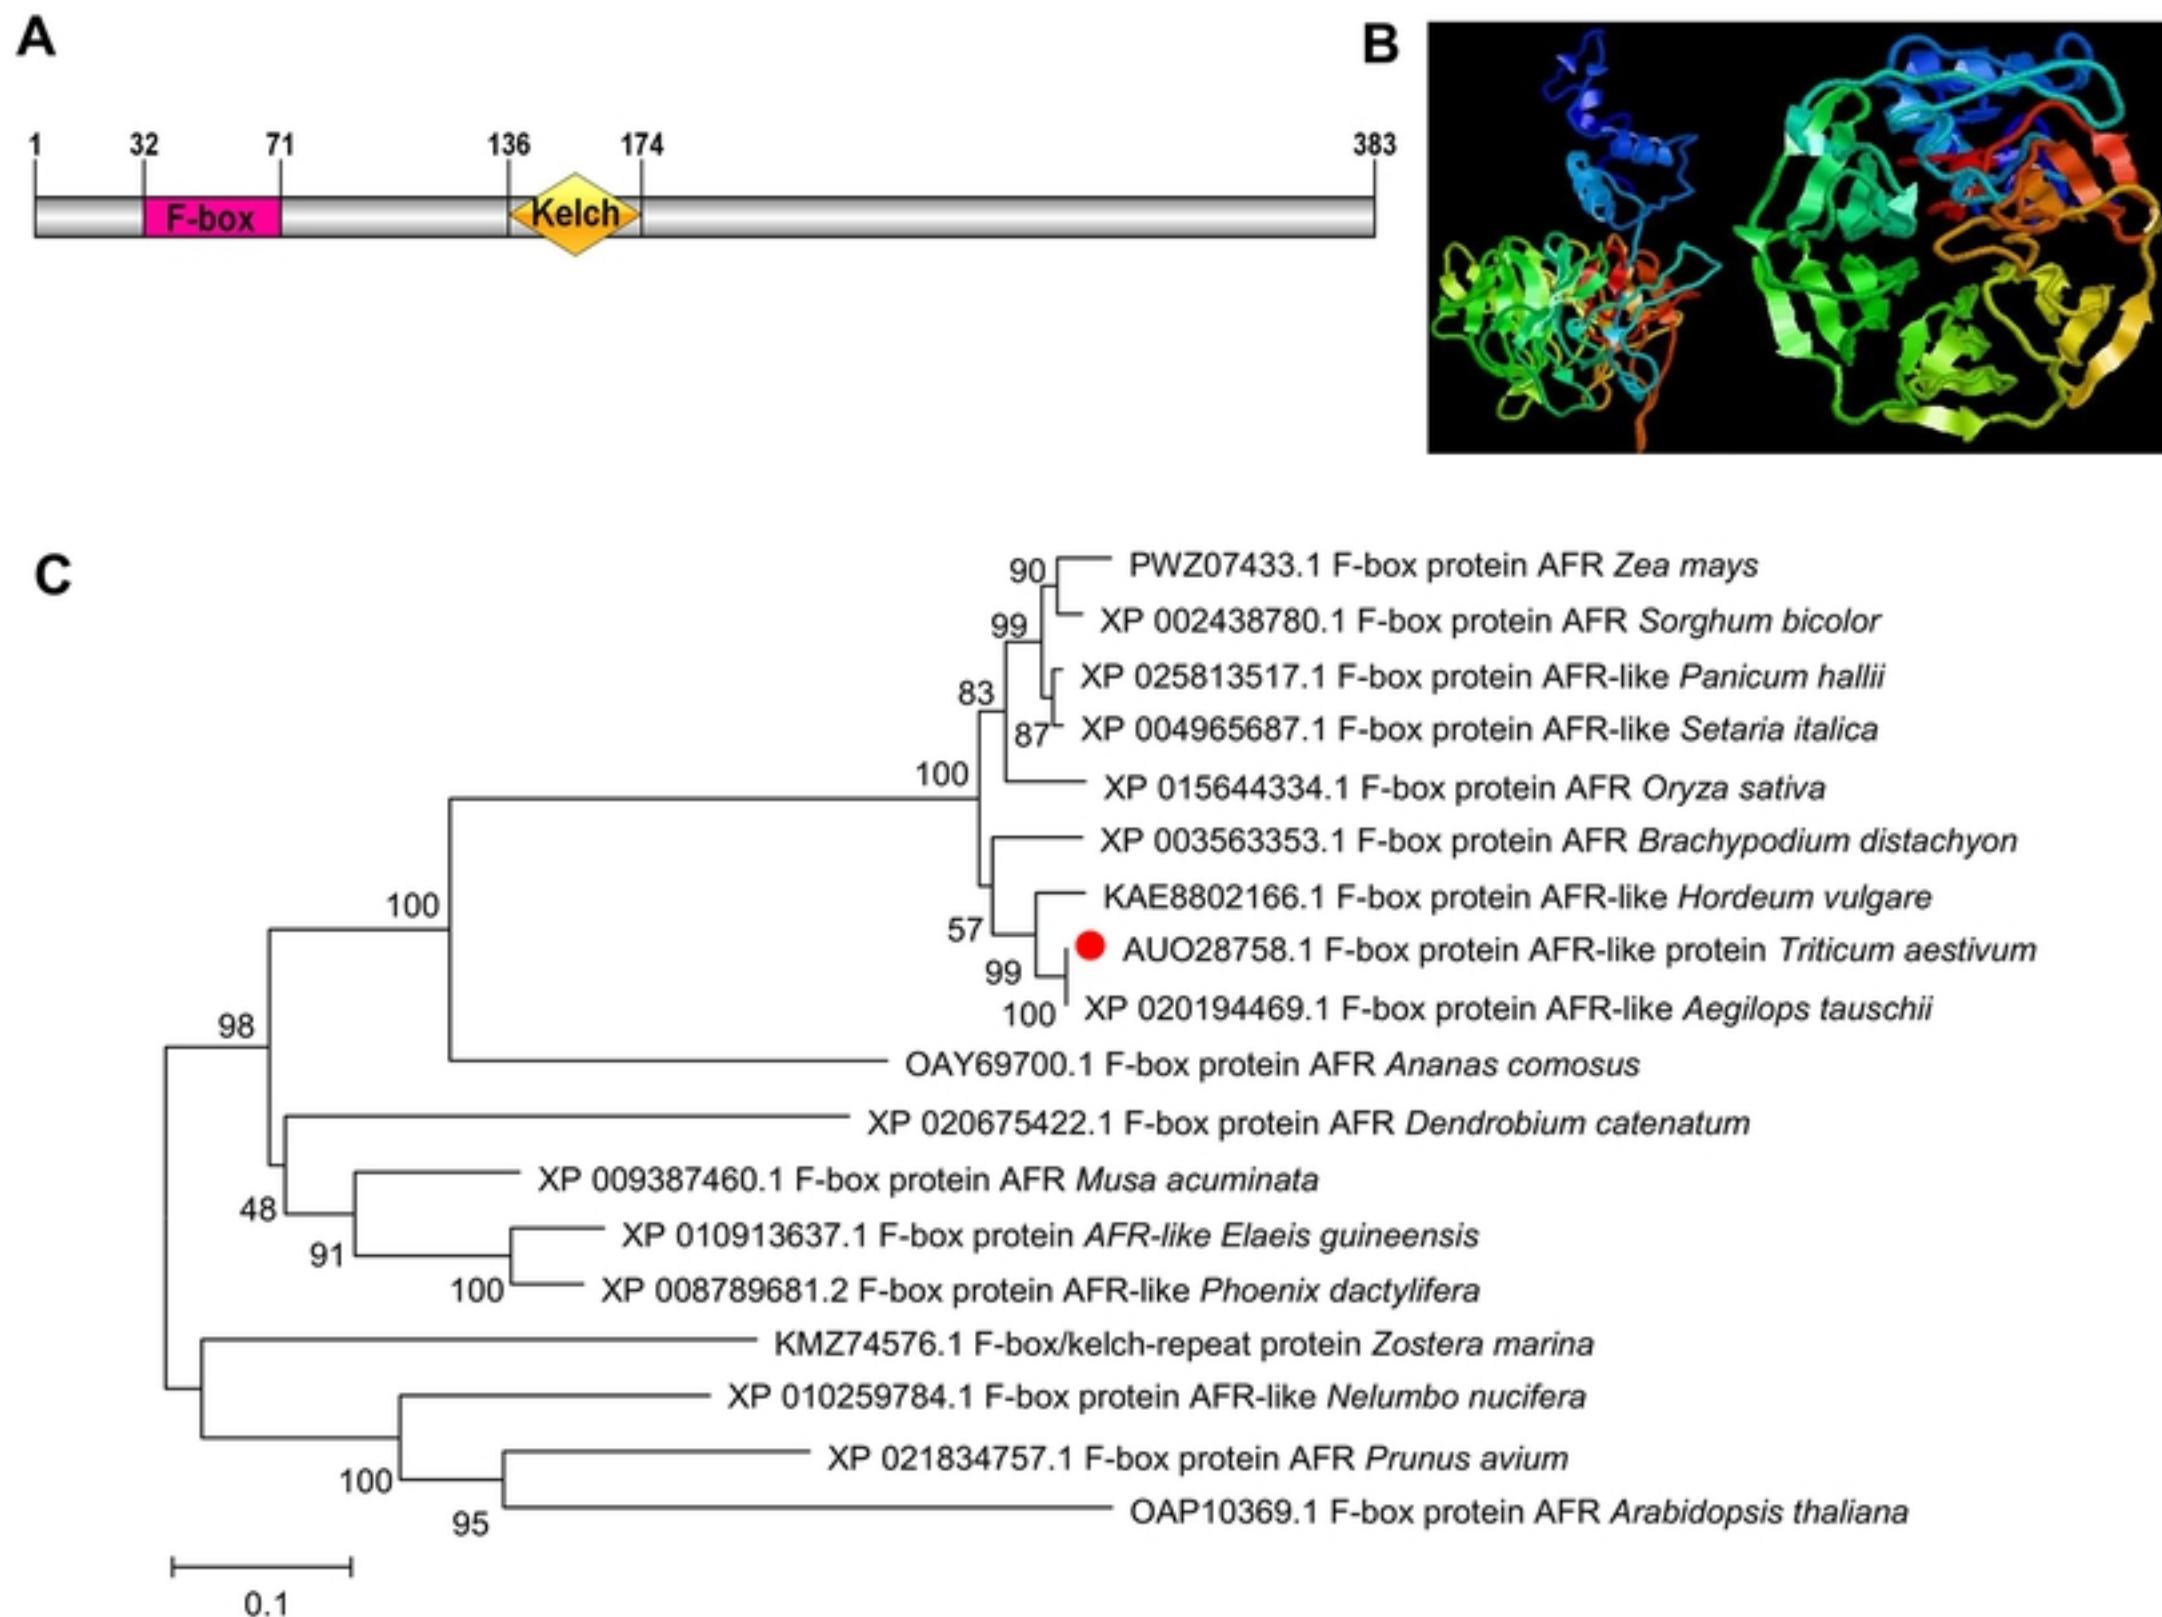 A
B
1 32 71 136 174 383
F-box
Kelch
C
PWZ07433.1 F-box protein AFR Zea mays
90
XP 002438780.1 F-box protein AFR Sorghum bicolor
99
XP 025813517.1 F-box protein AFR-like Panicum hallii
83
XP 004965687.1 F-box protein AFR-like Setaria italica
87
100
XP 015644334.1 F-box protein AFR Oryza sativa
XP 003563353.1 F-box protein AFR Brachypodium distachyon
KAE8802166.1 F-box protein AFR-like Hordeum vulgare
100
57
AUO28758.1 F-box protein AFR-like protein Triticum aestivum
99
XP 020194469.1 F-box protein AFR-like Aegilops tauschii
100
98
OAY69700.1 F-box protein AFR Ananas comosus
XP 020675422.1 F-box protein AFR Dendrobium catenatum
XP 009387460.1 F-box protein AFR Musa acuminata
48
XP 010913637.1 F-box protein AFR-like Elaeis guineensis
91
XP 008789681.2 F-box protein AFR-like Phoenix dactylifera
100
KMZ74576.1 F-box/kelch-repeat protein Zostera marina
XP 010259784.1 F-box protein AFR-like Nelumbo nucifera
XP 021834757.1 F-box protein AFR Prunus avium
100
OAP10369.1 F-box protein AFR Arabidopsis thaliana
95
0.1